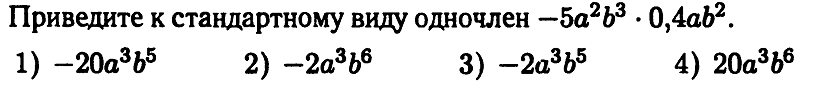 Приведите к стандартному виду одночлен −5a²b³ · 0,4ab².
1) −20a³b⁵ 2) −2a³b⁶ 3) −2a³b⁵ 4) 20a³b⁶